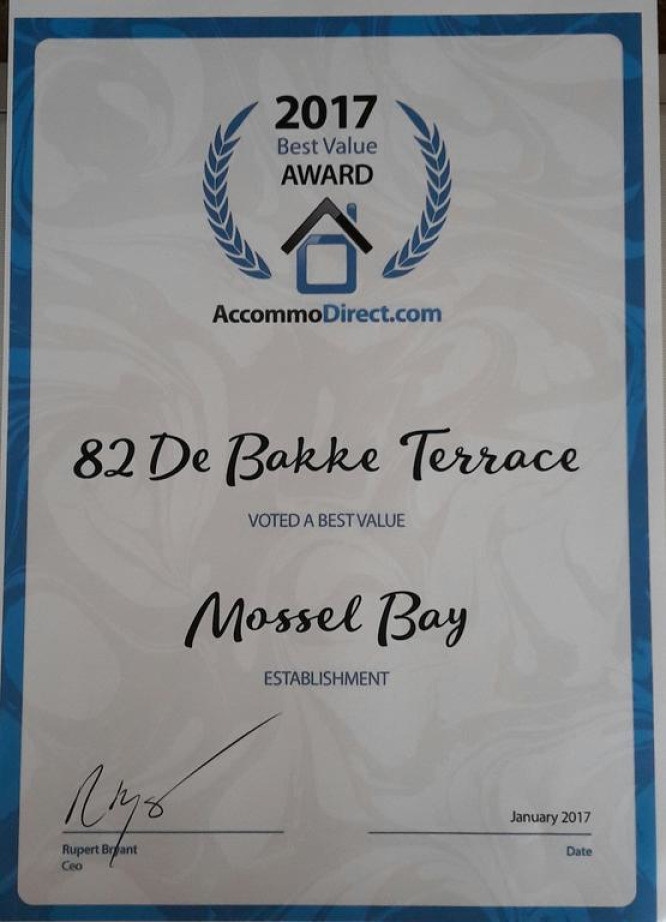 2017
Best Value
AWARD
AccommoDirect.com
82 De Bakke Terrace
VOTED A BEST VALUE
Mossel Bay
ESTABLISHMENT
January 2017
Rupert Bryant
Date
Ceo